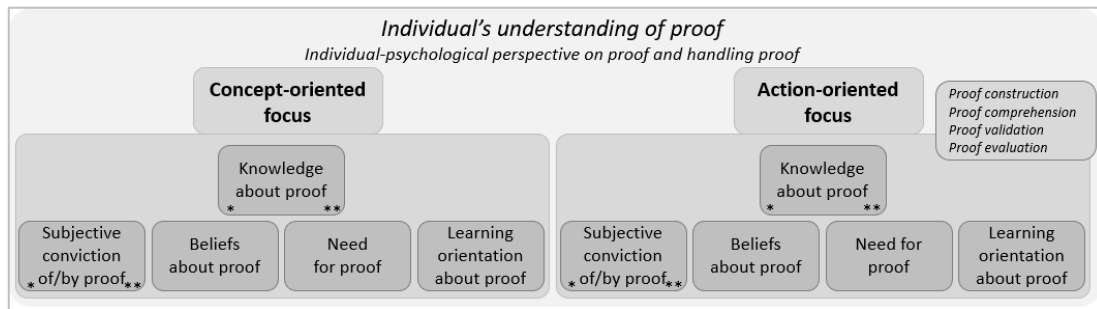 Individual's understanding of proof
Individual-psychological perspective on proof and handling proof
Concept-oriented
focus
Knowledge
about proof
* **
Subjective
conviction
* of/by proof **
Beliefs
about proof
Need
for proof
Learning
orientation
about proof
Action-oriented
focus
Proof construction
Proof comprehension
Proof validation
Proof evaluation
Knowledge
about proof
* **
Subjective
conviction
* of/by proof **
Beliefs
about proof
Need for
proof
Learning
orientation
about proof